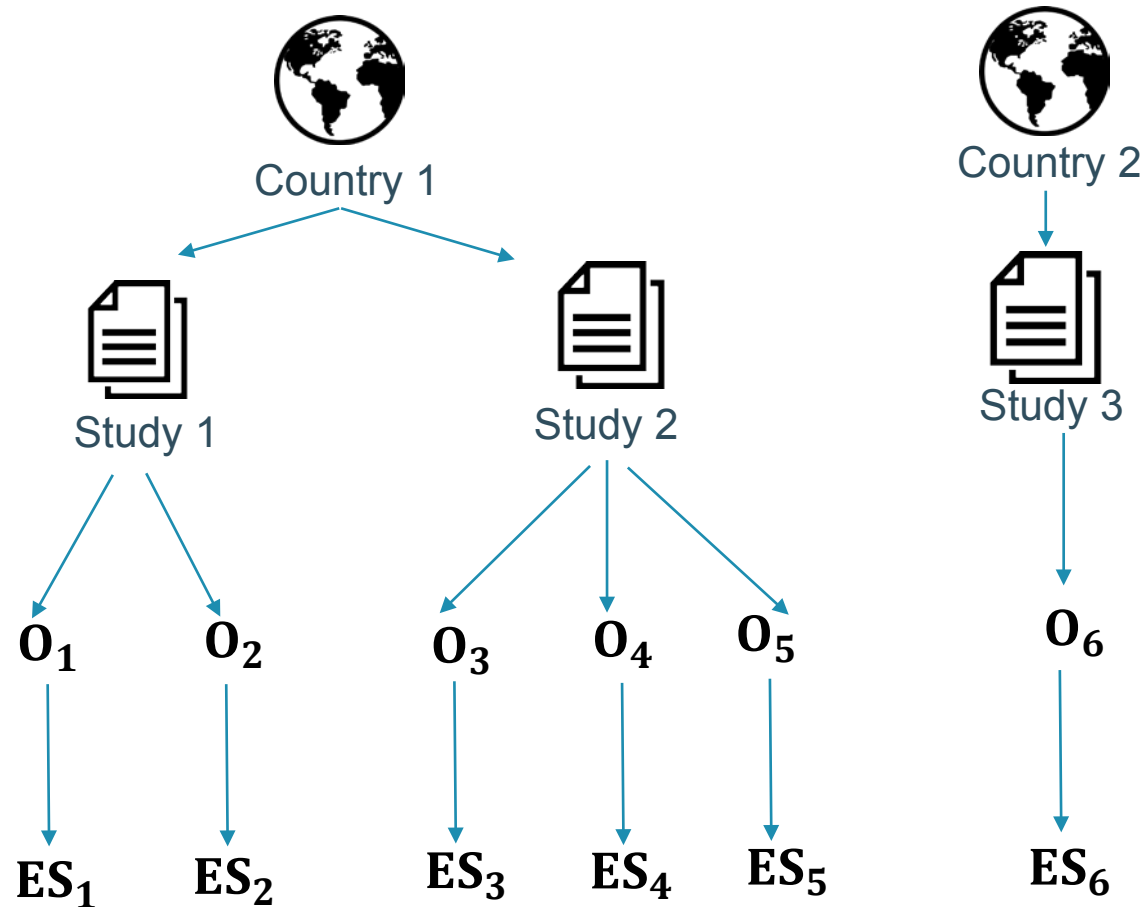 Country 1
Country 2
Study 1
Study 2
Study 3
O₁
O₂
O₃
O₄
O₅
O₆
ES₁
ES₂
ES₃
ES₄
ES₅
ES₆